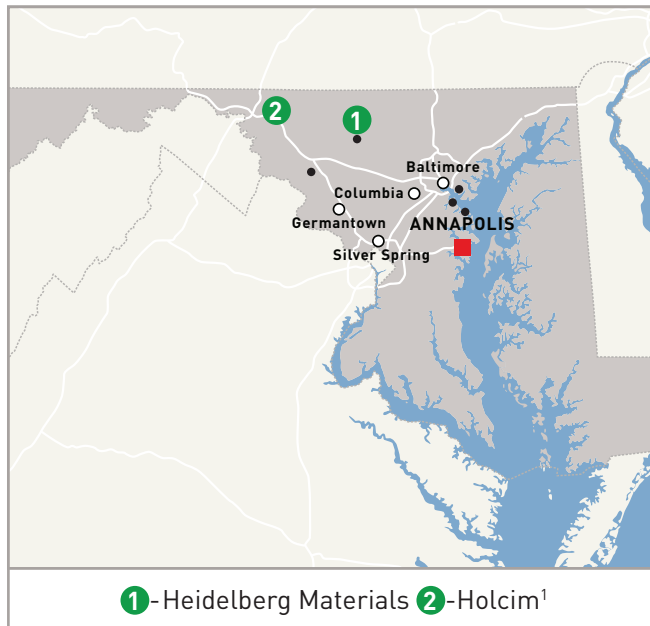 2
1
Baltimore
Columbia
ANNAPOLIS
Germantown
Silver Spring
1-Heidelberg Materials 2-Holcim¹